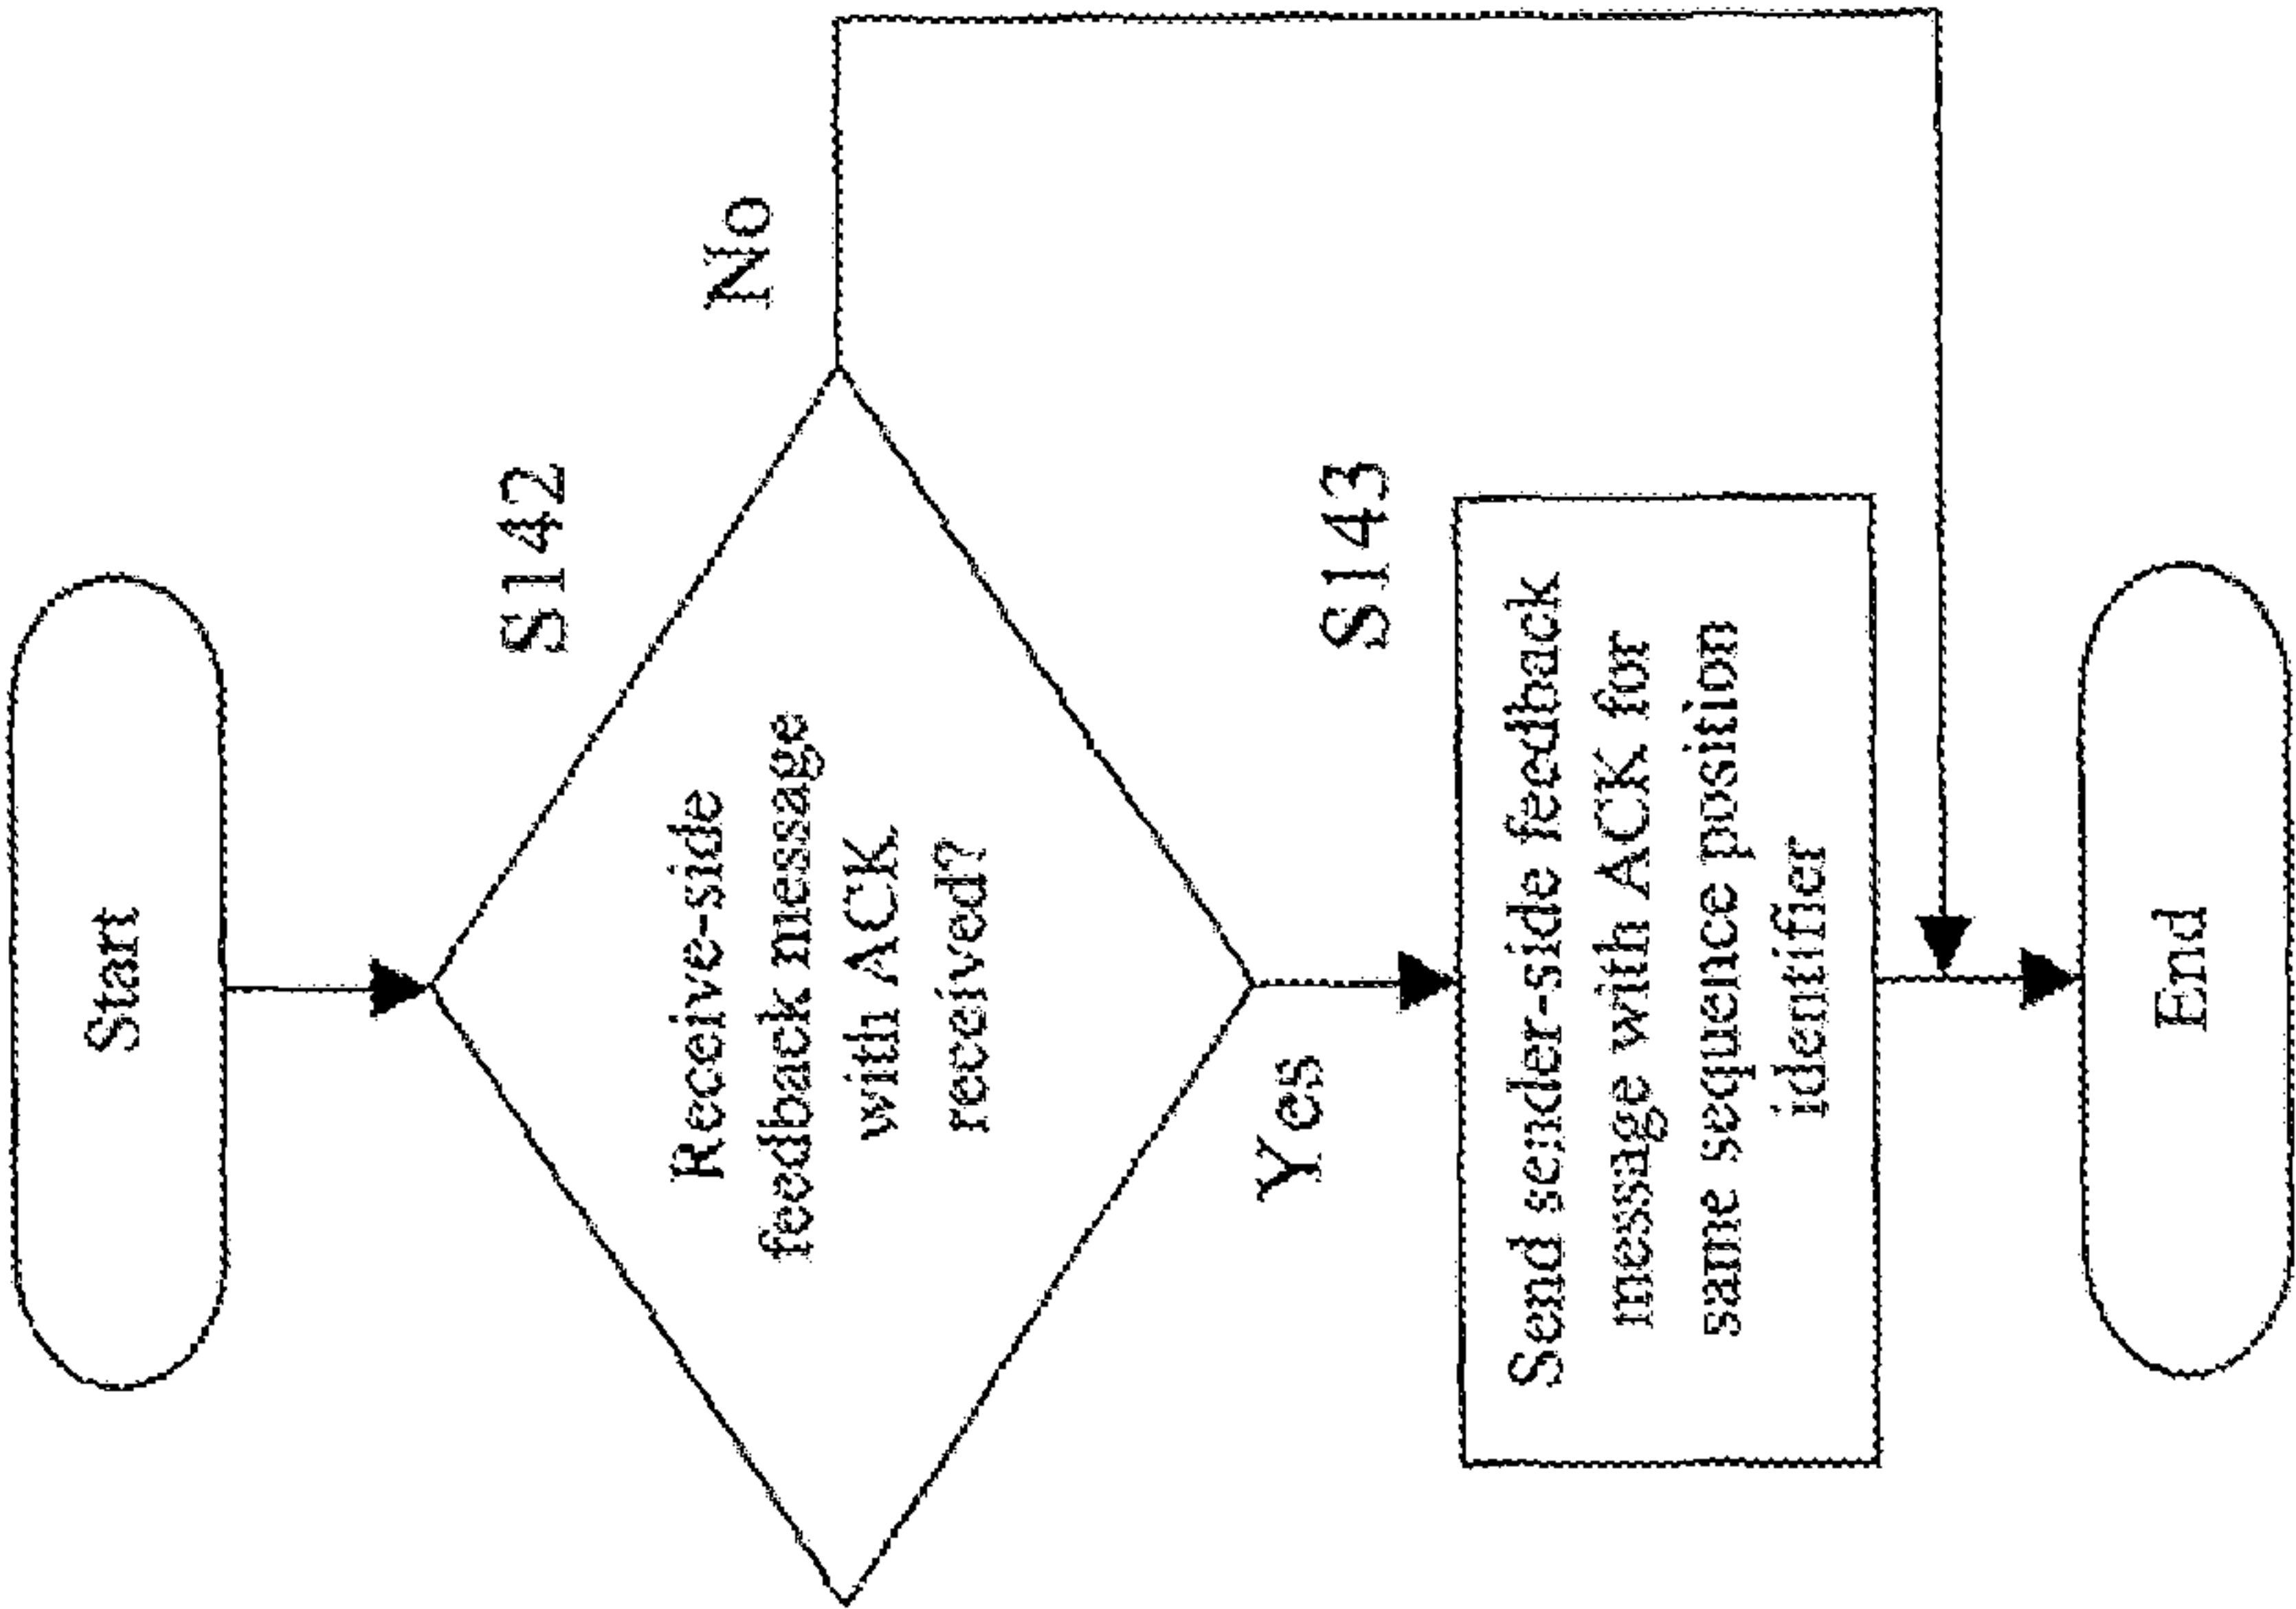 Start
S142
Receive-side
feedback message
with ACK
received?
No
Yes
S143
Send sender-side feedback
message with ACK for
same sequence position
identifier
End